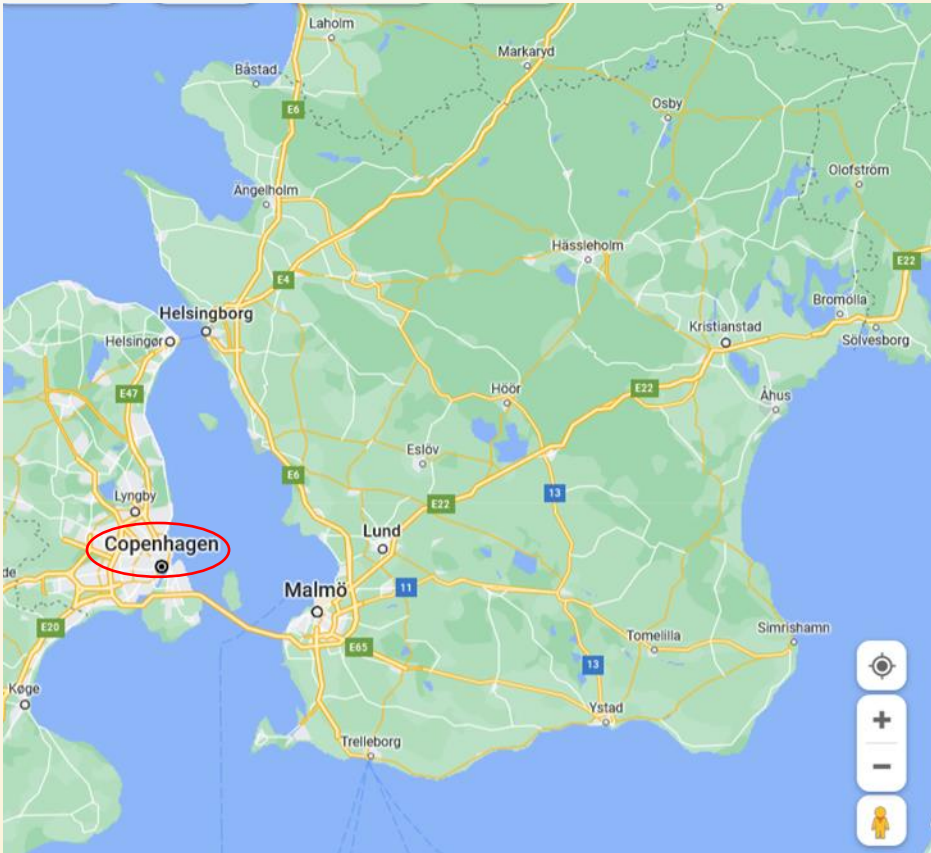 Laholm
Markaryd
Båstad
E6
Osby
Olofström
Ängelholm
Hässleholm
E22
E4
Helsingborg
Bromölla
Kristianstad
Helsingør
Sölvesborg
E47
Höör
E22
Åhus
Eslöv
E6
13
Lyngby
E22
Lund
Copenhagen
de
Malmö
11
E20
Simrishamn
Tomelilla
E65
13
Køge
Ystad
Trelleborg